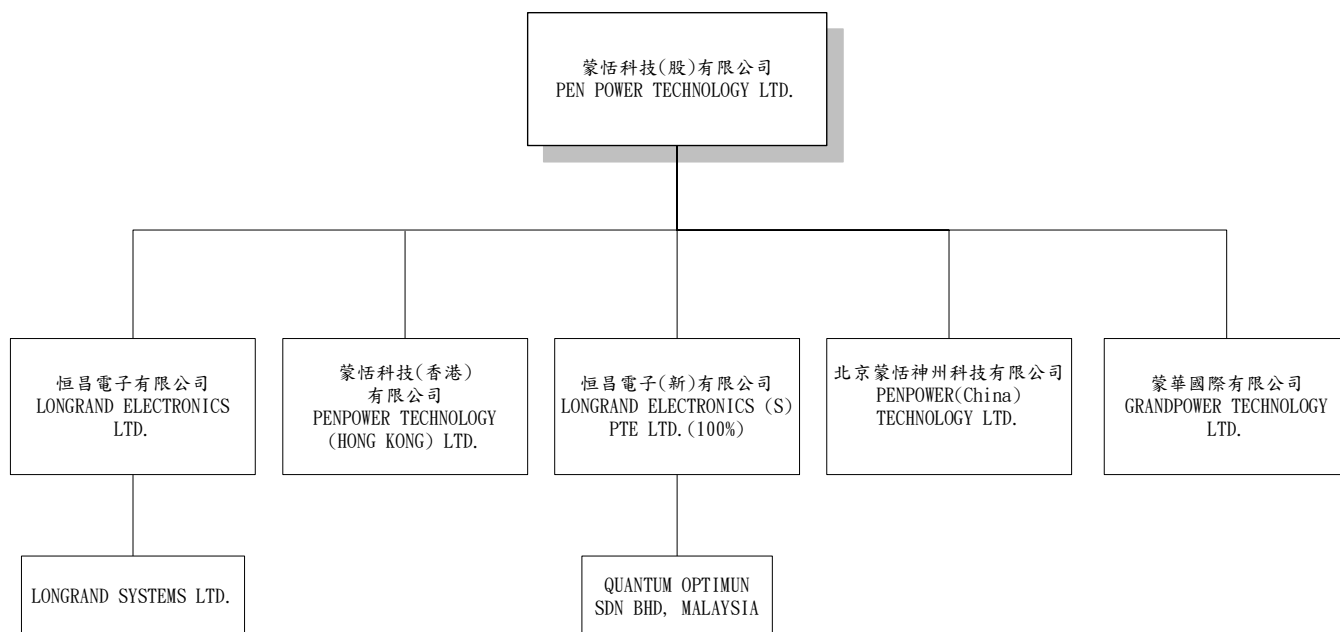 蒙恬科技(股)有限公司
PEN POWER TECHNOLOGY LTD.
恒昌電子有限公司
LONGRAND ELECTRONICS
LTD.
蒙恬科技(香港)
有限公司
PENPOWER TECHNOLOGY
(HONG KONG) LTD.
恒昌電子(新)有限公司
LONGRAND ELECTRONICS (S)
PTE LTD.(100%)
北京蒙恬神州科技有限公司
PENPOWER(China)
TECHNOLOGY LTD.
蒙華國際有限公司
GRANDPOWER TECHNOLOGY
LTD.
LONGRAND SYSTEMS LTD.
QUANTUM OPTIMUN
SDN BHD, MALAYSIA